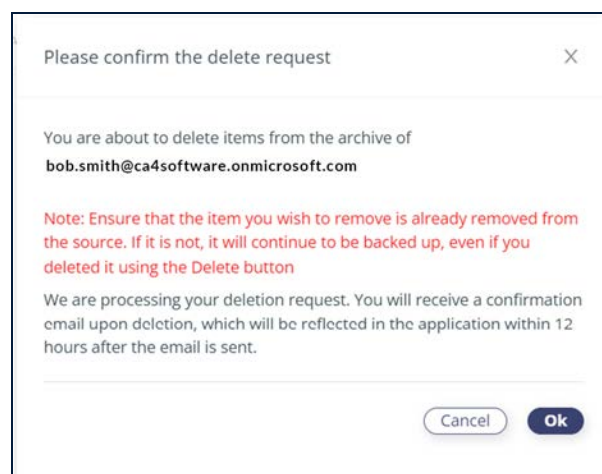 Please confirm the delete request
You are about to delete items from the archive of
bob.smith@ca4software.onmicrosoft.com
Note: Ensure that the item you wish to remove is already removed from
the source. If it is not, it will continue to be backed up, even if you
deleted it using the Delete button
We are processing your deletion request. You will receive a confirmation
email upon deletion, which will be reflected in the application within 12
hours after the email is sent.
Cancel Ok